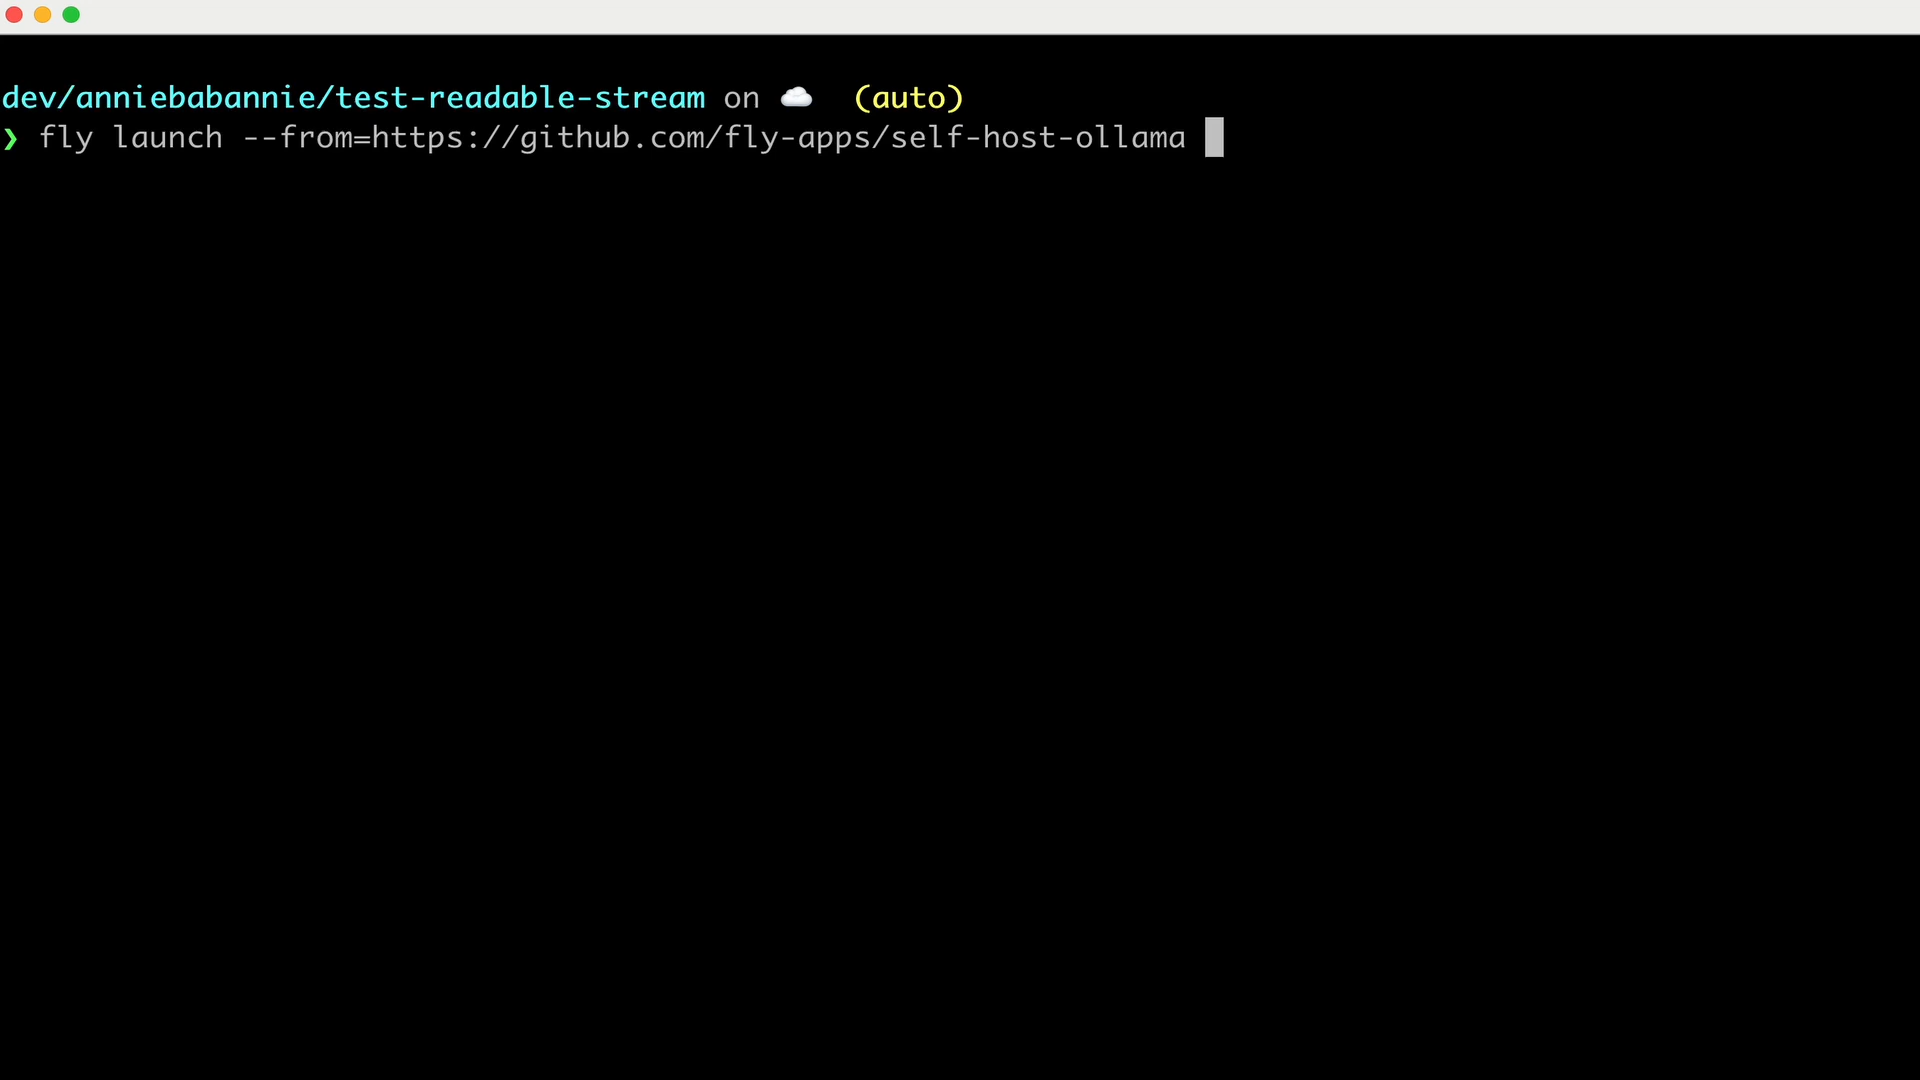 dev/anniebabannie/test-readable-stream on ☁️ (auto)
❯ fly launch --from=https://github.com/fly-apps/self-host-ollama